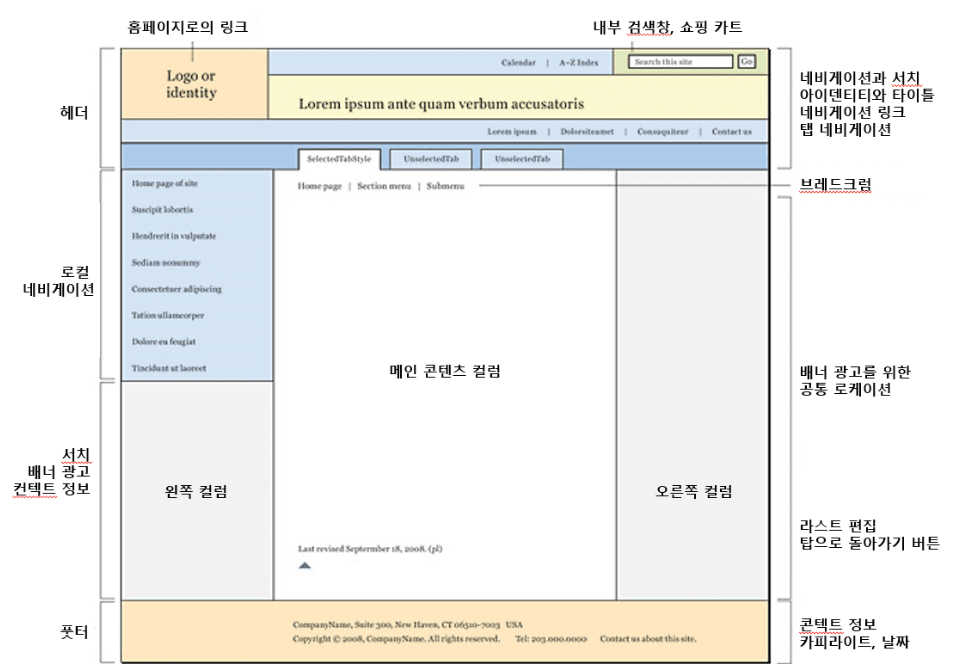 홈페이지로의 링크
내부 검색창, 쇼핑 카트
헤더
Logo or
identity
Calendar | A-Z Index
Search this site
Go
Lorem ipsum ante quam verbum accusatoris
Lorem ipsum | Dolorsiteamet | Consuquiteur | Contact us
SelectedTabStyle
UnselectedTab
UnselectedTab
네비게이션과 서치
아이덴티티와 타이틀
네비게이션 링크
탭 네비게이션
Home page | Section menu | Submenu
브레드크럼
로컬
네비게이션
Home page of site
Suscipit lobortis
Hendrerit in vulputate
Sediam nonummy
Consectetuer adipiscing
Tation ullamcorper
Dolore eu feugiat
Tincidunt ut laoreet
메인 콘텐츠 컬럼
배너 광고를 위한
공통 로케이션
서치
배너 광고
컨텍트 정보
왼쪽 컬럼
오른쪽 컬럼
라스트 편집
탑으로 돌아가기 버튼
Last revised Septermber 18, 2008. (pl)
풋터
CompanyName, Suite 300, New Haven, CT 06510-7003 USA
Copyright © 2008, CompanyName. All rights reserved. Tel: 203.000.0000 Contact us about this site.
콘텍트 정보
카피라이트, 날짜